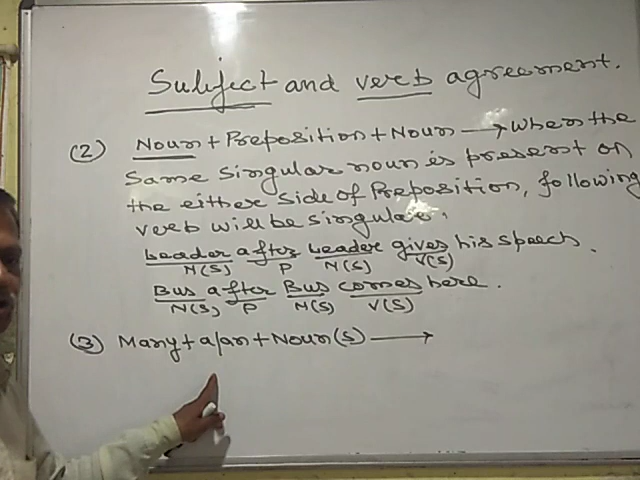 Subject and verb agreement.
(2) Noun + Preposition + Noun → When the
same singular noun is present on
the either side of Preposition, following
verb will be singular.
Leader after Leader gives his speech.
N(S) P N(S) V(S)
Bus after Bus comes here.
N(S) P N(S) V(S)
(3) Many + a/an + Noun(S) →